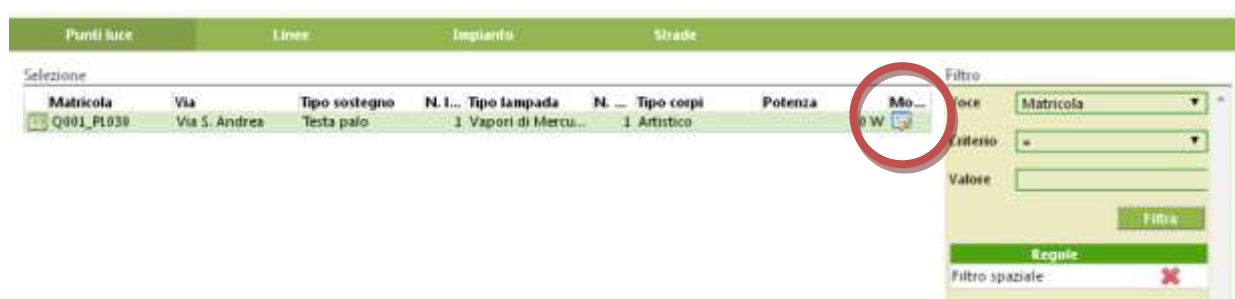 Punti luce Linee Impianto Strade
Selezione
Filtro
Matricola Via Tipo sostegno N. l... Tipo lampada N. ... Tipo corpi Potenza Mo...
Q001_PL030 Via S. Andrea Testa palo 1 Vapori di Mercu... 1 Artistico 0 W
Voce Matricola
Criterio =
Valore
Filtra
Regole
Filtro spaziale